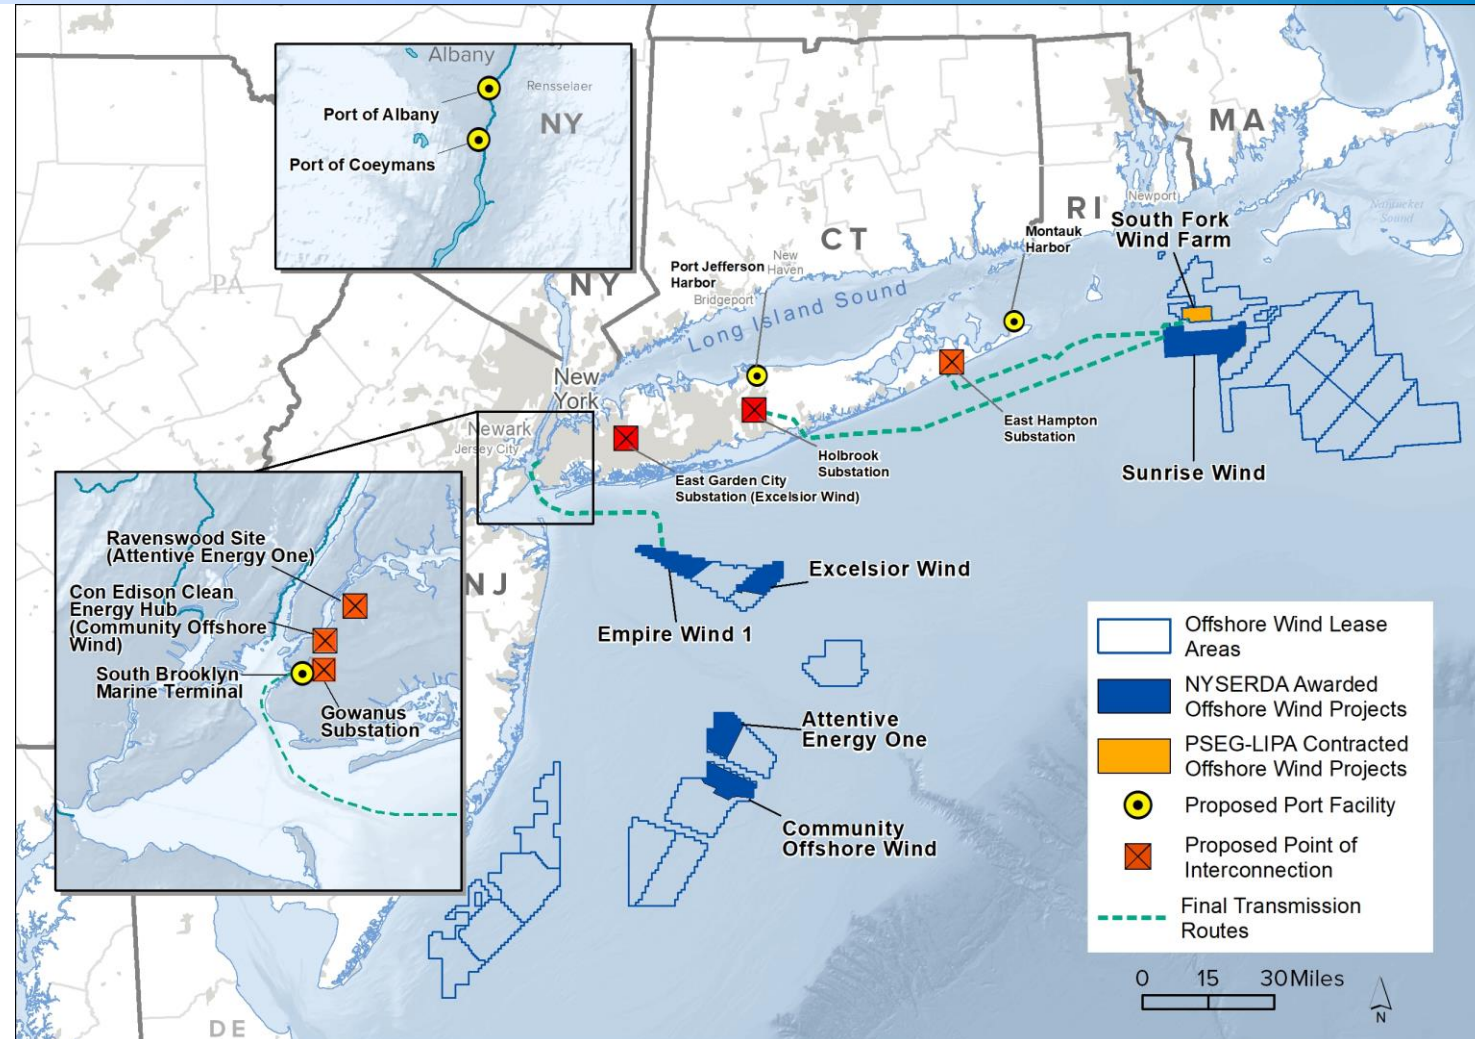 Albany
Rensselaer
Port of Albany
NY
Port of Coeymans
PA
NY
CT
RI
MA
Newport
Nantucket
Sound
South Fork
Wind Farm
Montauk
Harbor
Port Jefferson
Harbor
New
Haven
Bridgeport
Long Island Sound
New
York
Newark
Jersey City
East Hampton
Substation
Holbrook
Substation
East Garden City
Substation (Excelsior Wind)
Sunrise Wind
Ravenswood Site
(Attentive Energy One)
Con Edison Clean
Energy Hub
(Community Offshore
Wind)
South Brooklyn
Marine Terminal
Gowanus
Substation
NJ
Excelsior Wind
Empire Wind 1
Attentive
Energy One
Community
Offshore Wind
DE
Offshore Wind Lease
Areas
NYSERDA Awarded
Offshore Wind Projects
PSEG-LIPA Contracted
Offshore Wind Projects
Proposed Port Facility
Proposed Point of
Interconnection
Final Transmission
Routes
0 15 30 Miles
N